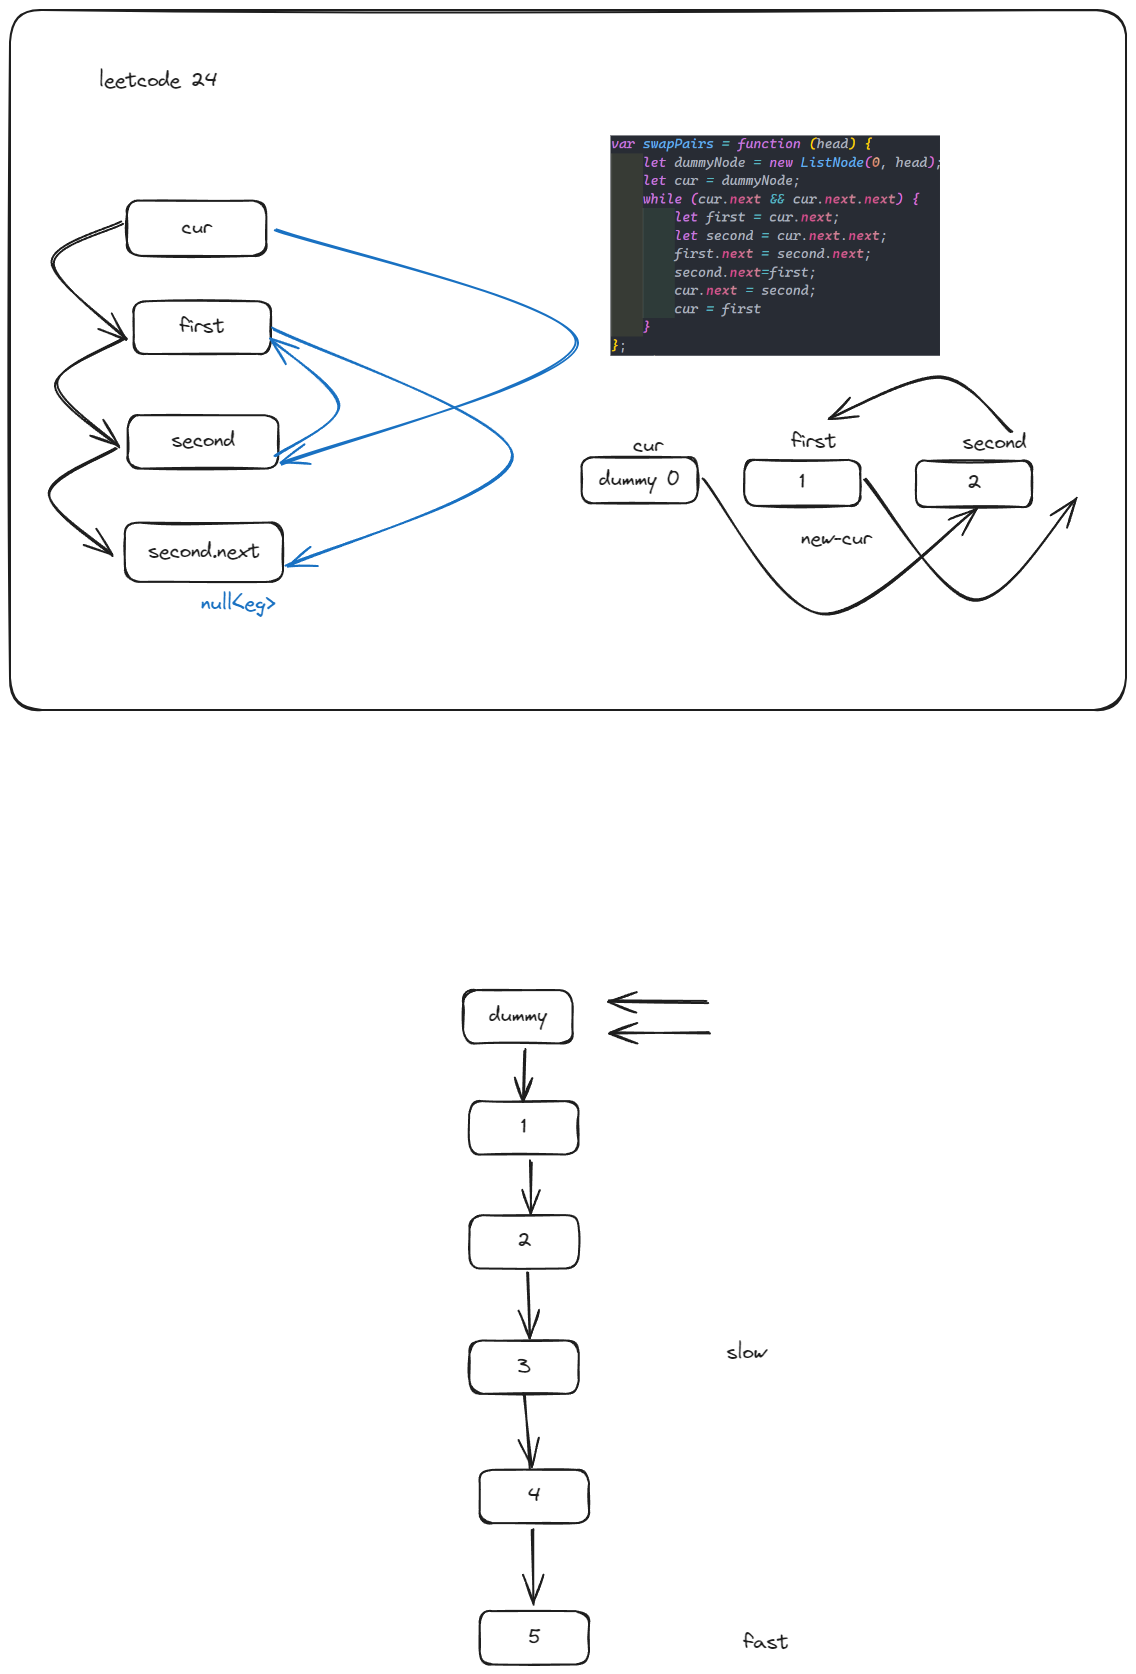 leetcode 24
cur
first
second
second.next
null<eg>
var swapPairs = function (head) {
let dummyNode = new ListNode(0, head);
let cur = dummyNode;
while (cur.next && cur.next.next) {
let first = cur.next;
let second = cur.next.next;
first.next = second.next;
second.next=first;
cur.next = second;
cur = first
}
};
cur
first
second
dummy 0
1
2
new-cur
dummy
1
2
3
slow
4
5
fast